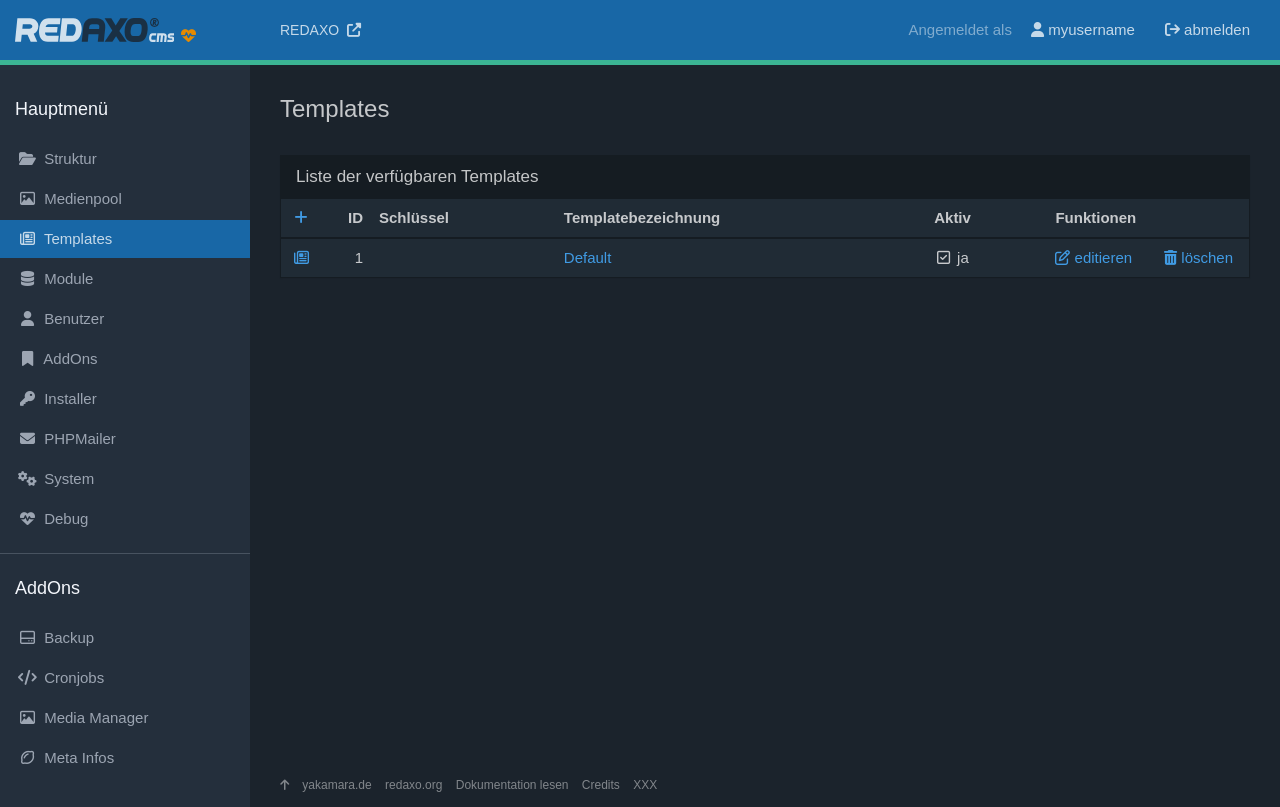 REDAXO® cms
REDAXO
Angemeldet als myusername abmelden
Hauptmenü
Struktur
Medienpool
Templates
Module
Benutzer
AddOns
Installer
PHPMailer
System
Debug
AddOns
Backup
Cronjobs
Media Manager
Meta Infos
Templates
Liste der verfügbaren Templates
ID Schlüssel Templatebezeichnung Aktiv Funktionen
1 Default ja editieren löschen
yakamara.de redaxo.org Dokumentation lesen Credits XXX